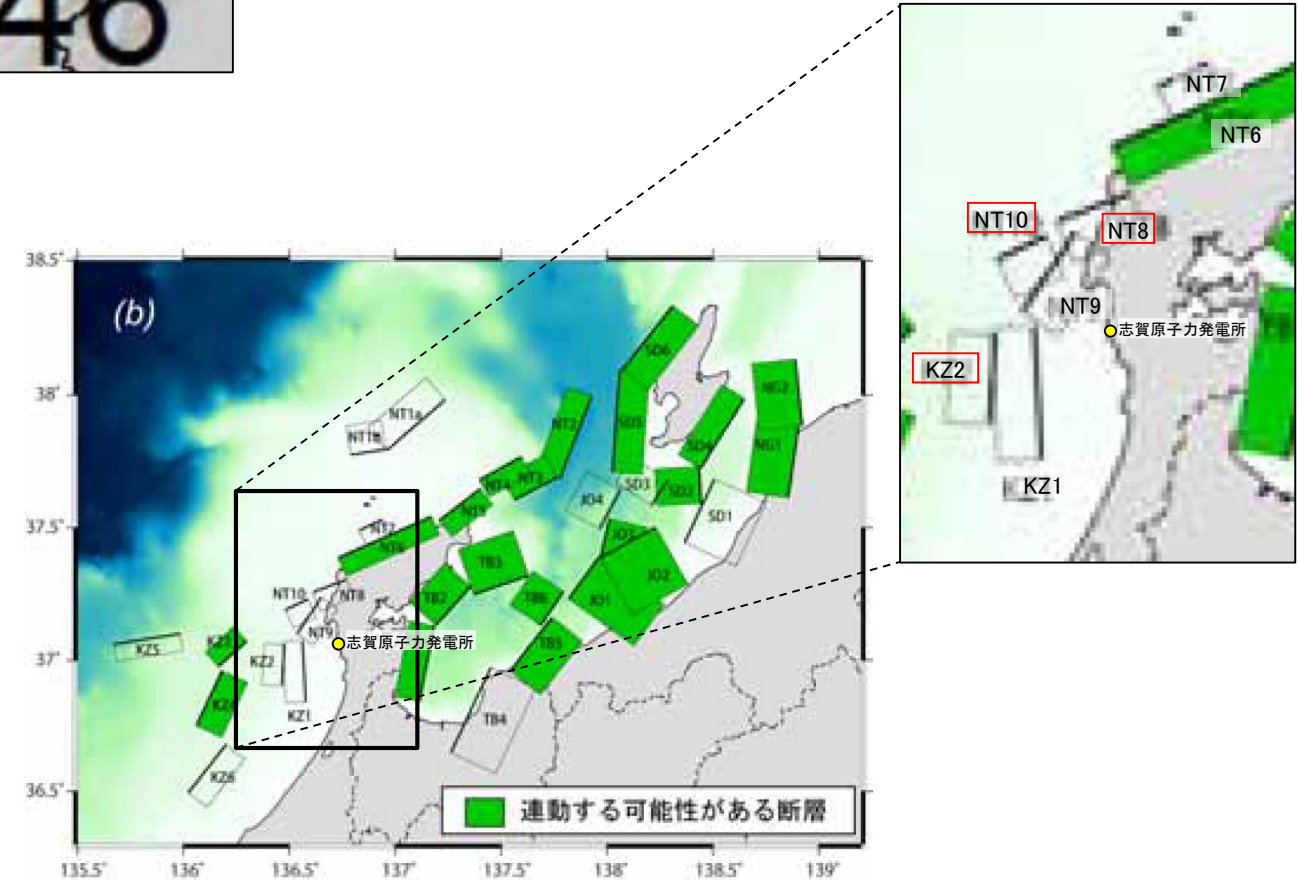 46
NT7
NT6
NT10
NT8
NT9
志賀原子力発電所
KZ2
KZ1
38.5°
(b)
SD6
38°
NT1a
NG2
NT2
SD5
NT1b
SD4
NG1
NT3
SD3
NT4
SD2
JO4
SD1
37.5°
NT5
NT7
NT6
JO3
TB3
JO2
NT10
NT8
TB2
TB6
JO1
NT9
志賀原子力発電所
KZ3
TB5
KZ5
37°
KZ2
KZ4
KZ1
TB4
KZ6
36.5°
連動する可能性がある断層
135.5°
136°
136.5°
137°
137.5°
138°
138.5°
139°